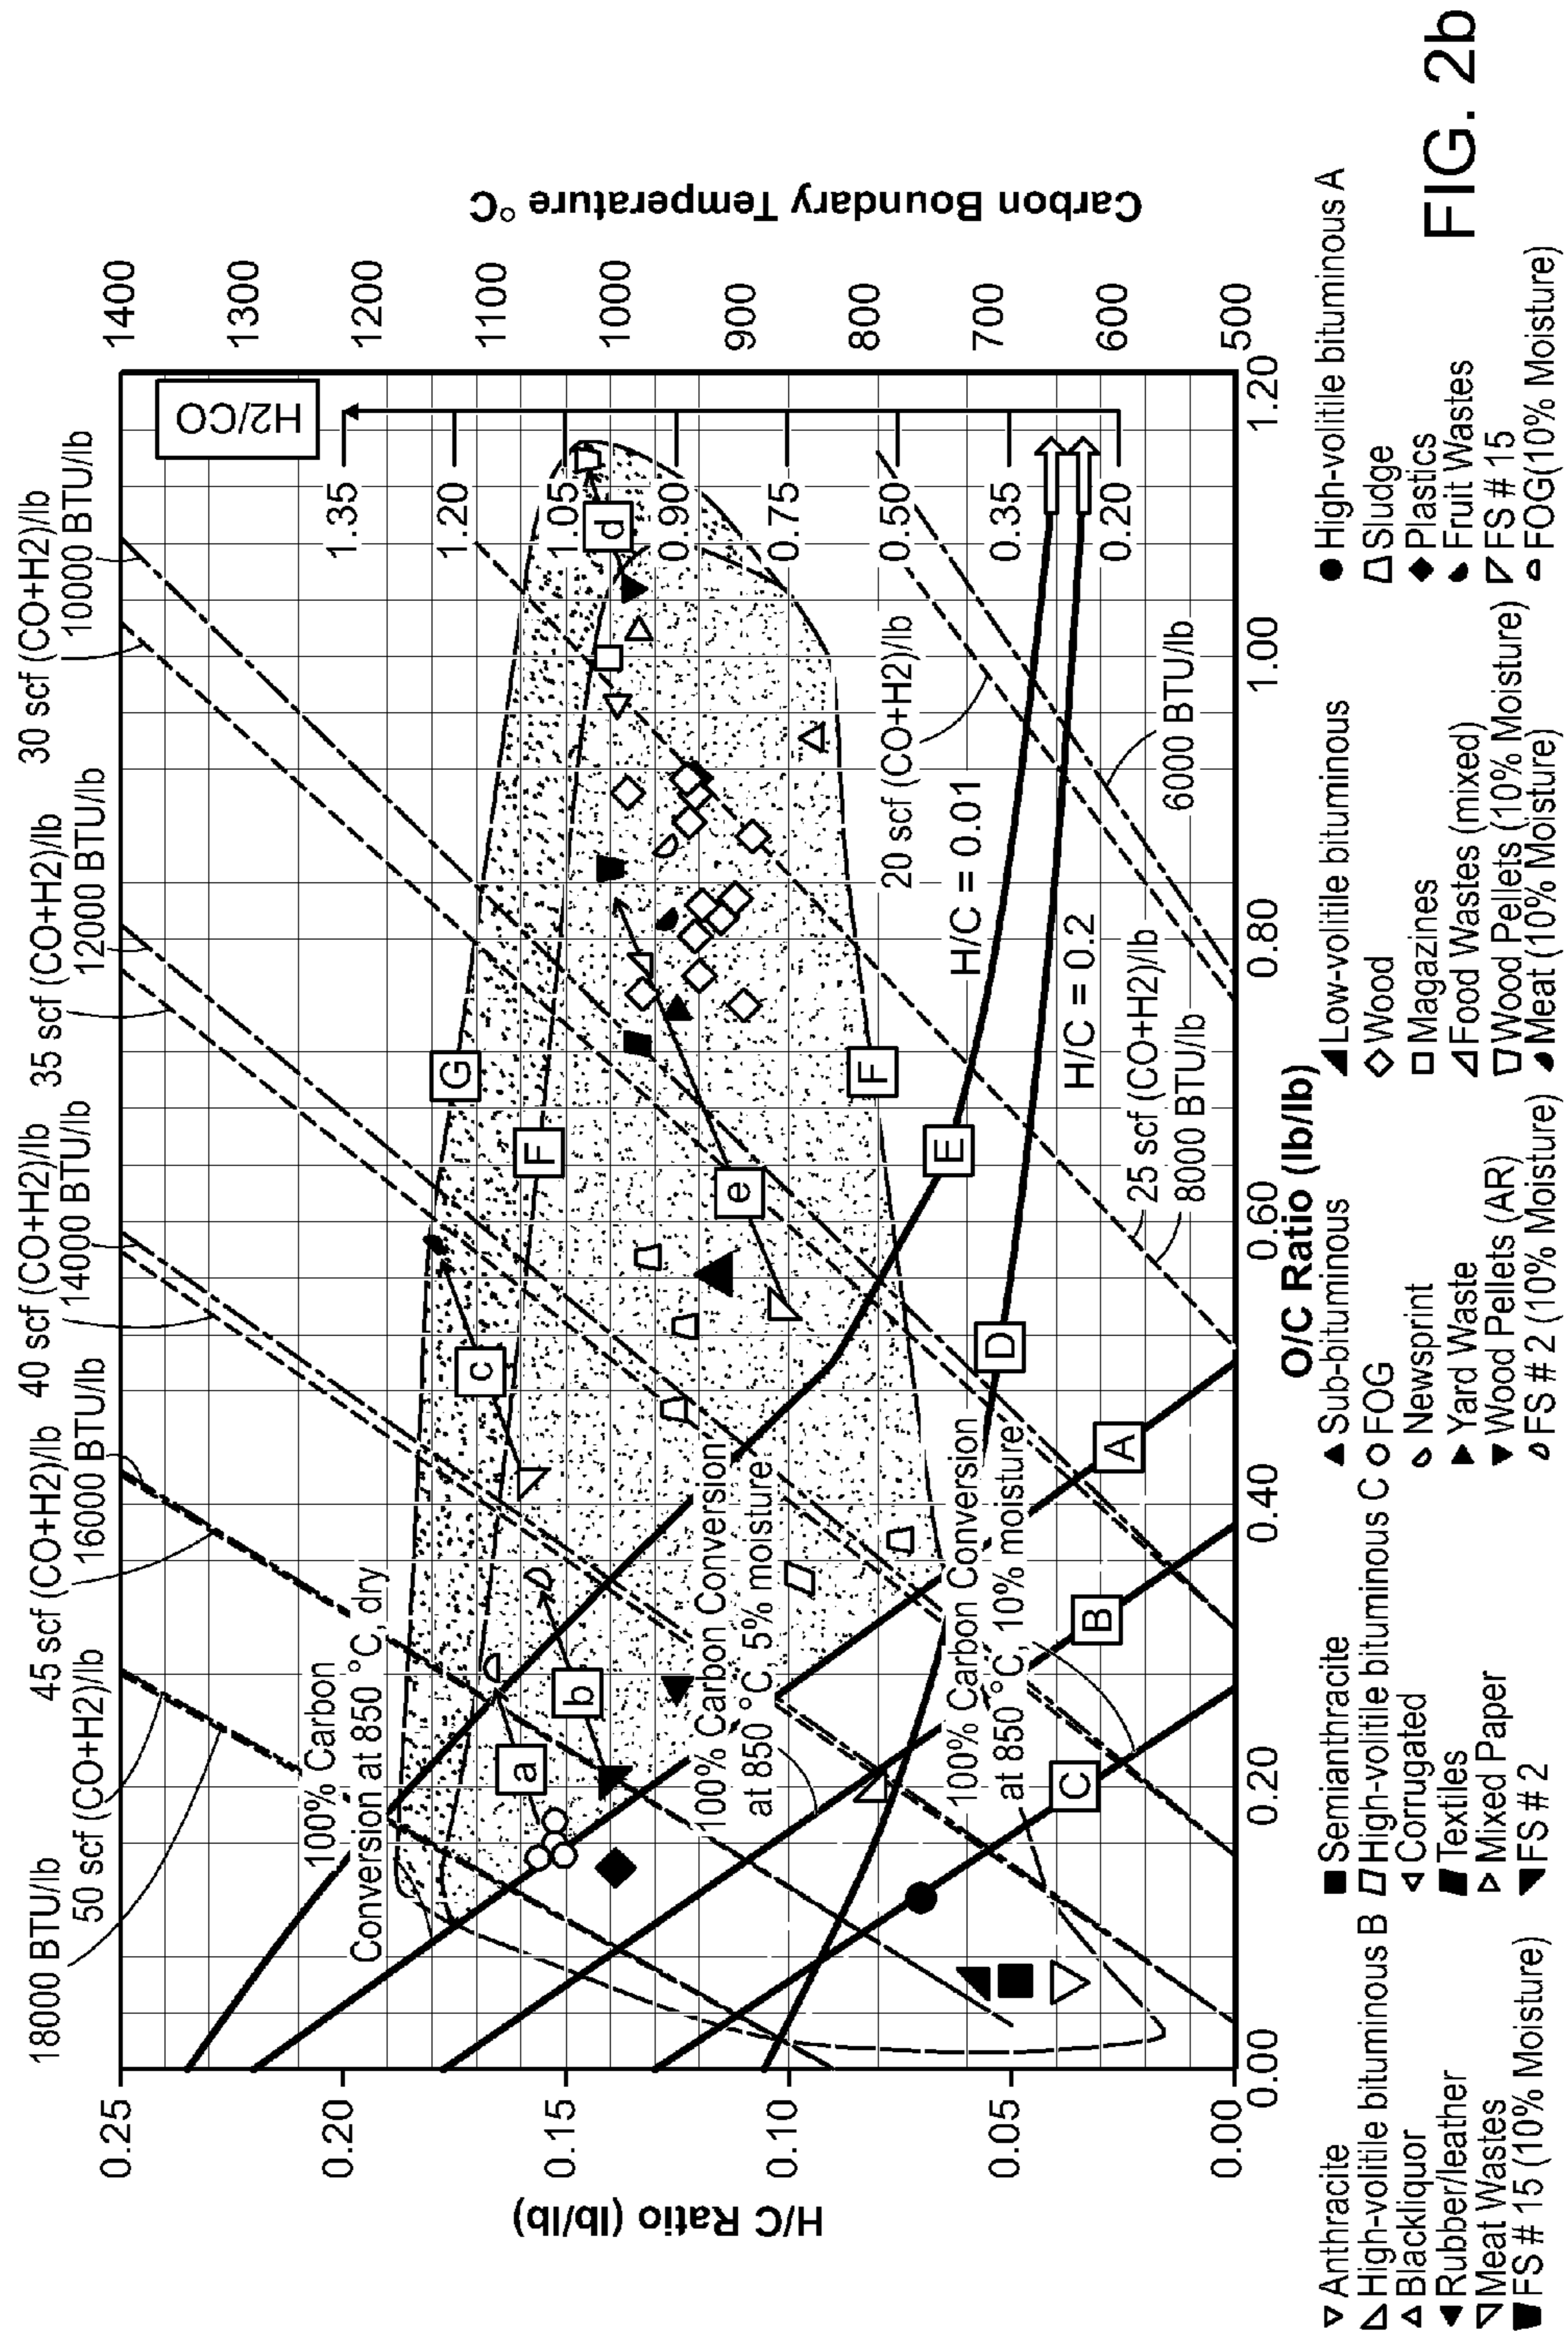 18000 BTU/lb
50 scf (CO+H2)/lb
45 scf (CO+H2)/lb
16000 BTU/lb
40 scf (CO+H2)/lb
14000 BTU/lb
35 scf (CO+H2)/lb
12000 BTU/lb
30 scf (CO+H2)/lb
10000 BTU/lb
H/C Ratio (lb/lb)
0.25
0.20
0.15
0.10
0.05
0.00
100% Carbon
Conversion at 850 °C, dry
100% Carbon Conversion
at 850 °C, 5% moisture
100% Carbon Conversion
at 850 °C, 10% moisture
a
b
c
d
e
G
F
F
E
D
A
B
C
H/C = 0.01
H/C = 0.2
20 scf (CO+H2)/lb
6000 BTU/lb
25 scf (CO+H2)/lb
8000 BTU/lb
H2/CO
1.35
1.20
1.05
0.90
0.75
0.50
0.35
0.20
1400
1300
1200
1100
1000
900
800
700
600
500
Carbon Boundary Temperature °C
0.00
0.20
0.40
0.60
0.80
1.00
1.20
O/C Ratio (lb/lb)
Anthracite
Semianthracite
Sub-bituminous
Low-volitile bituminous
High-volitile bituminous A
High-volitile bituminous B
High-volitile bituminous C
FOG
Wood
Sludge
Blackliquor
Corrugated
Newsprint
Magazines
Plastics
Rubber/leather
Textiles
Yard Waste
Food Wastes (mixed)
Fruit Wastes
Meat Wastes
Mixed Paper
Wood Pellets (AR)
Wood Pellets (10% Moisture)
FS # 15
FS # 15 (10% Moisture)
FS # 2
FS # 2 (10% Moisture)
Meat (10% Moisture)
FOG(10% Moisture)
FIG. 2b